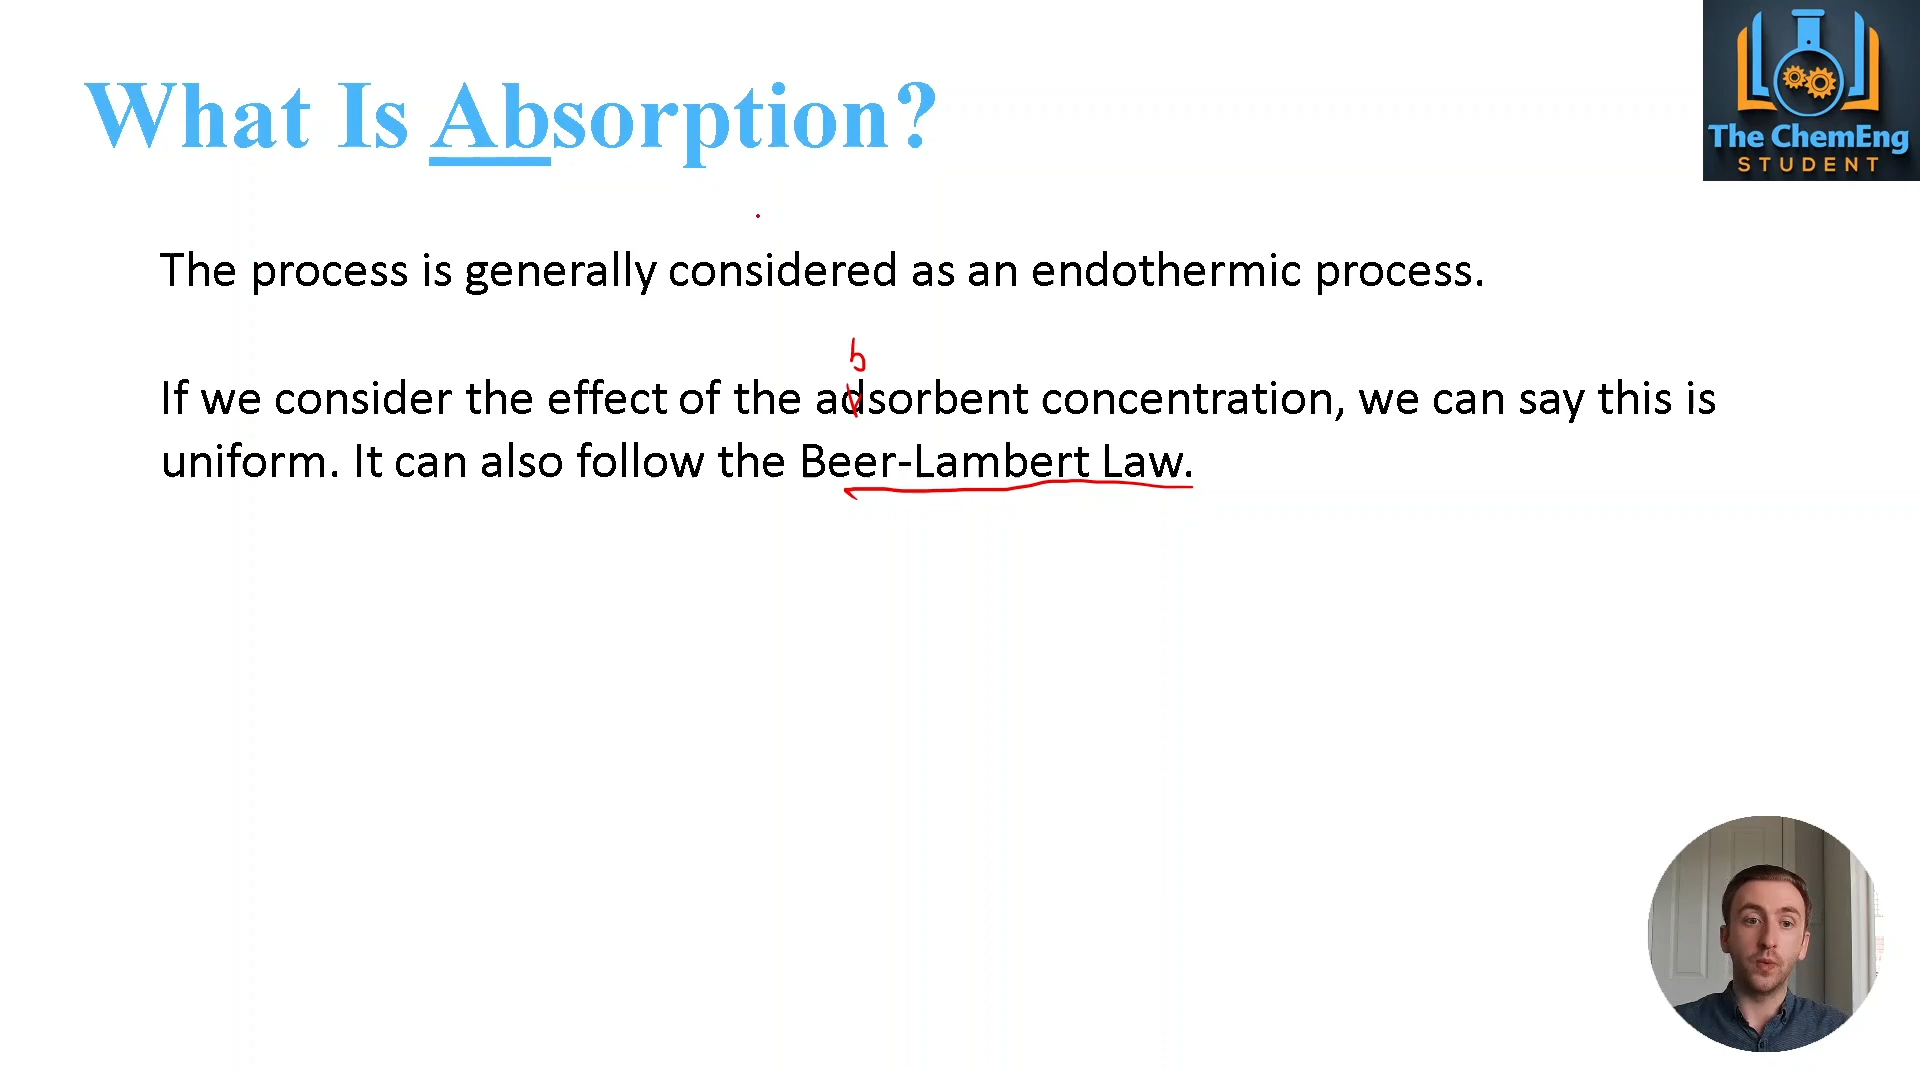 What Is Absorption?
The ChemEng
STUDENT
The process is generally considered as an endothermic process.
b
If we consider the effect of the adsorbent concentration, we can say this is
uniform. It can also follow the Beer-Lambert Law.